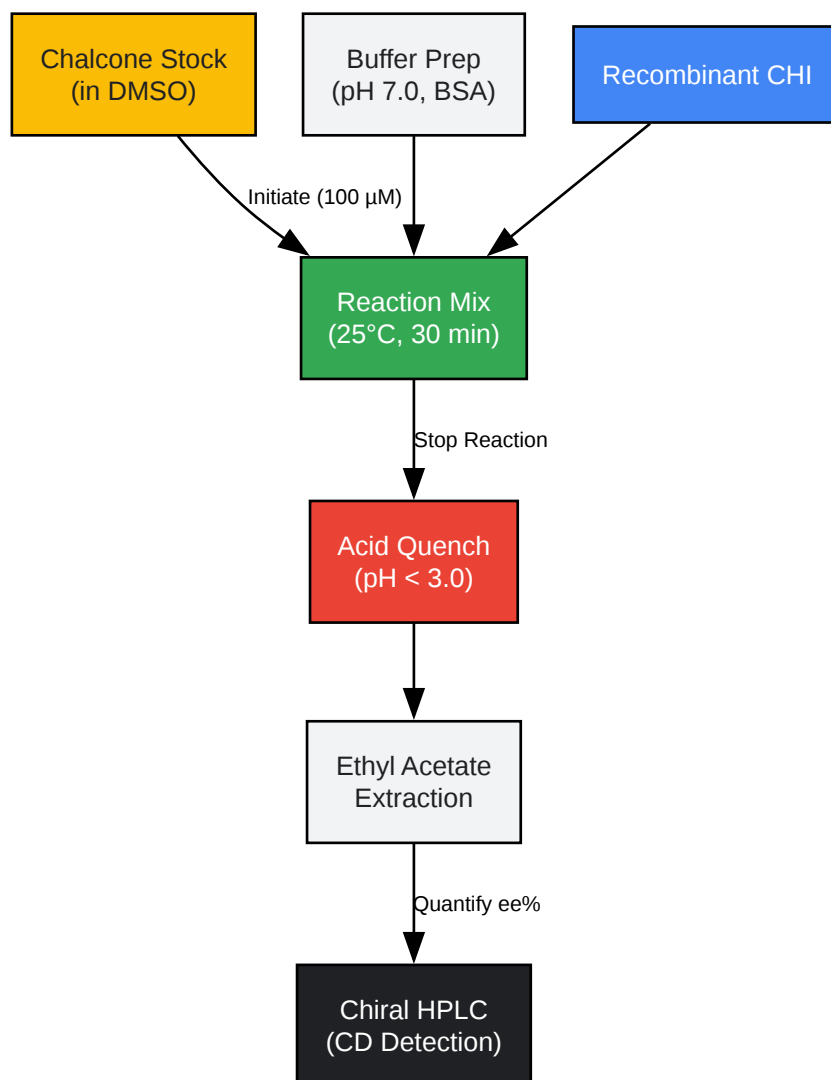 Chalcone Stock
(in DMSO)
Buffer Prep
(pH 7.0, BSA)
Recombinant CHI
Initiate (100 µM)
Reaction Mix
(25°C, 30 min)
Stop Reaction
Acid Quench
(pH < 3.0)
Ethyl Acetate
Extraction
Quantify ee%
Chiral HPLC
(CD Detection)